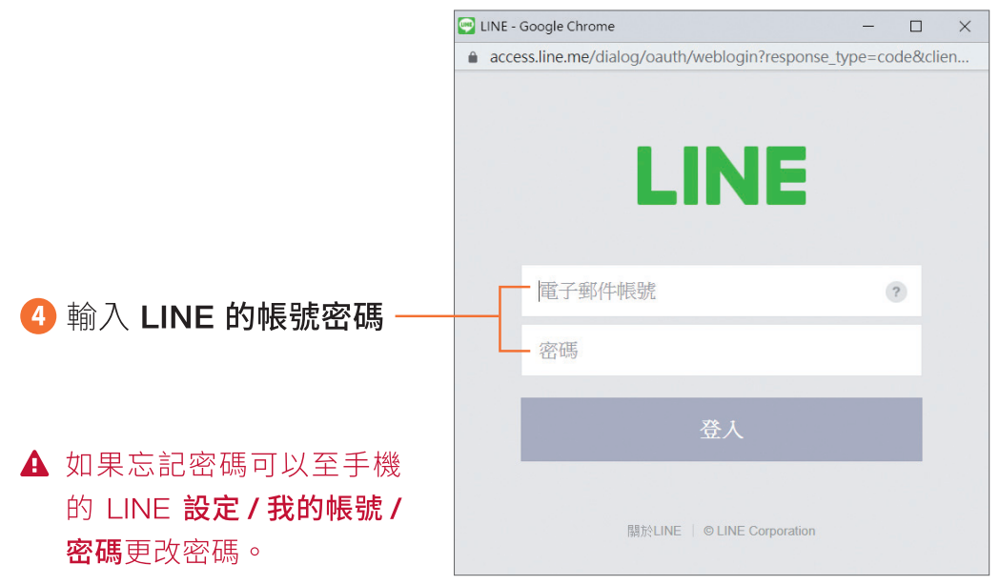 LINE - Google Chrome
access.line.me/dialog/oauth/weblogin?response_type=code&clien...
LINE
電子郵件帳號
?
4 輸入 LINE 的帳號密碼
密碼
登入
如果忘記密碼可以至手機
的 LINE 設定 / 我的帳號 /
密碼更改密碼。
關於LINE | © LINE Corporation